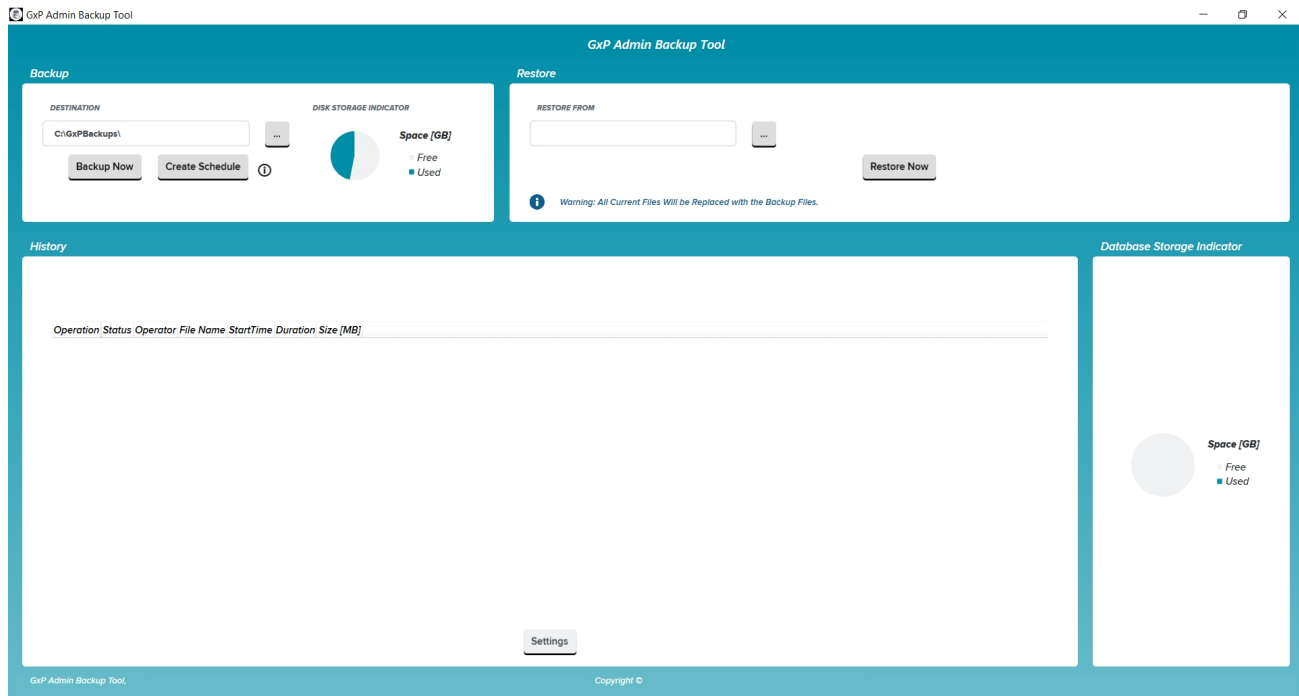 GxP Admin Backup Tool
GxP Admin Backup Tool
Backup
DESTINATION
C:\GxPBackups\
...
Backup Now
Create Schedule
DISK STORAGE INDICATOR
Space [GB]
Free
Used
Restore
RESTORE FROM
...
Restore Now
Warning: All Current Files Will be Replaced with the Backup Files.
History
Operation Status Operator File Name StartTime Duration Size [MB]
Settings
Database Storage Indicator
Space [GB]
Free
Used
GxP Admin Backup Tool,
Copyright ©